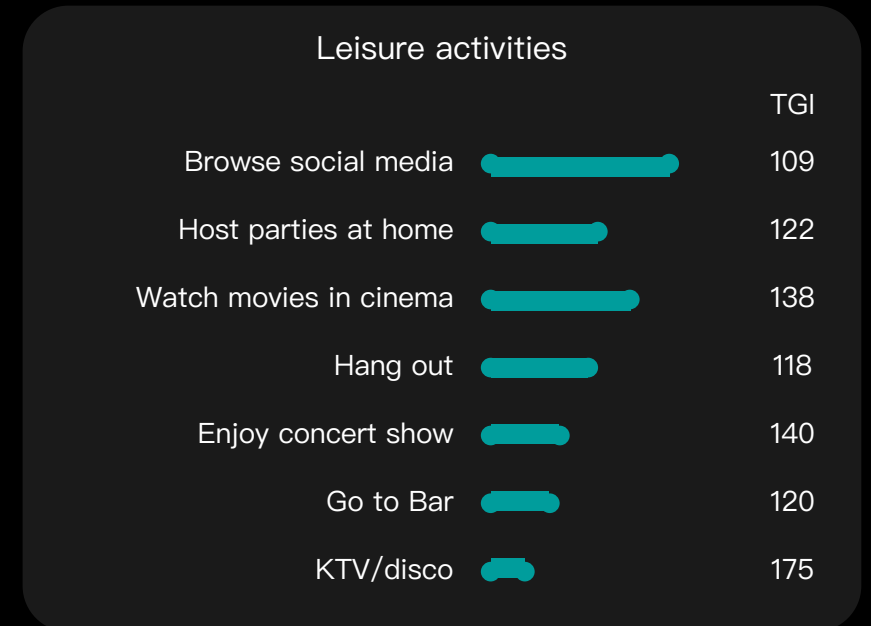 Leisure activities
TGI
Browse social media 109
Host parties at home 122
Watch movies in cinema 138
Hang out 118
Enjoy concert show 140
Go to Bar 120
KTV/disco 175